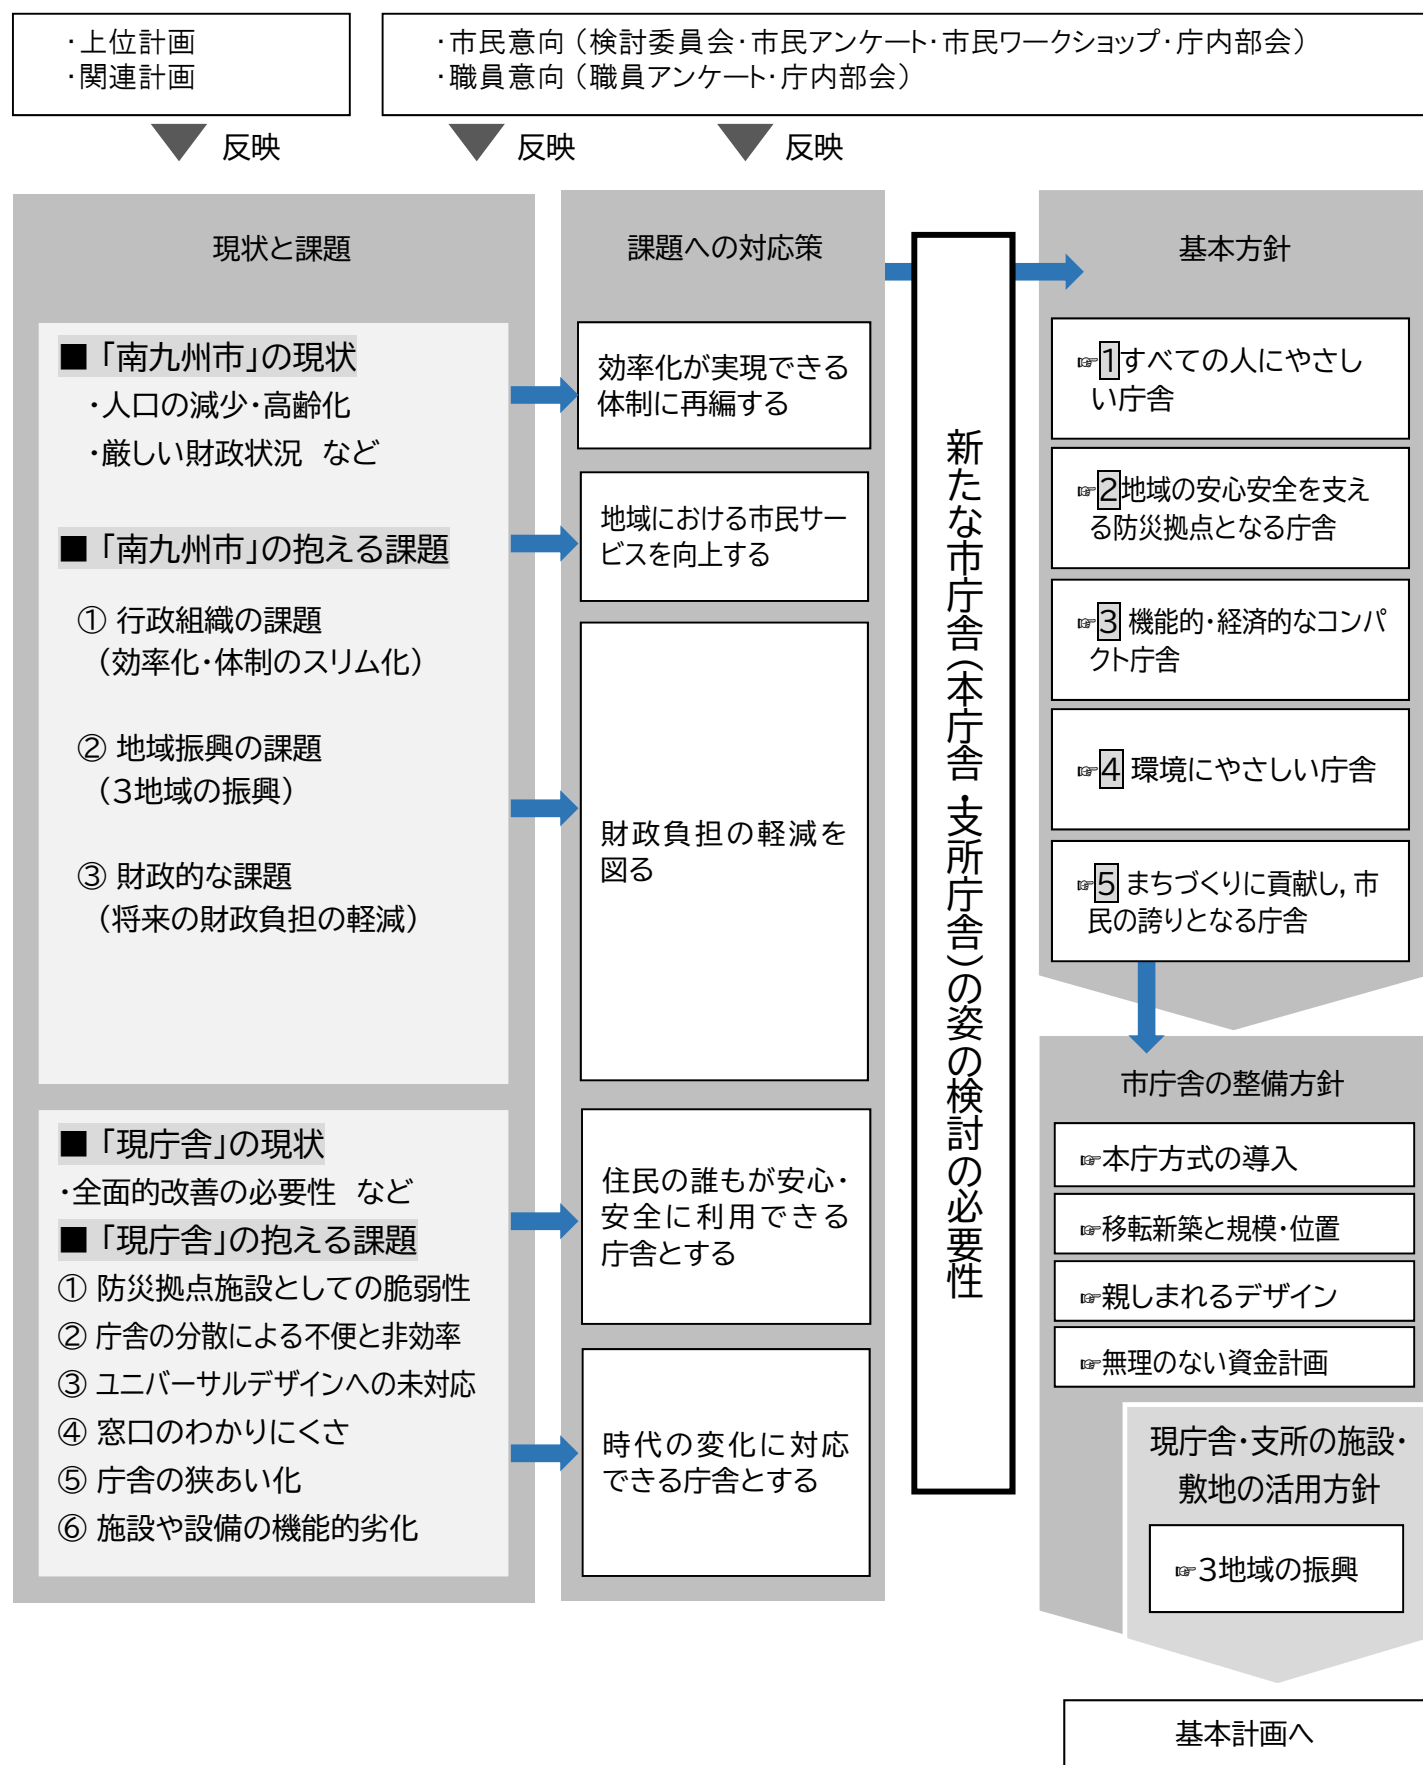 ・上位計画
・関連計画
・市民意向（検討委員会・市民アンケート・市民ワークショップ・庁内部会）
・職員意向（職員アンケート・庁内部会）
反映
反映
反映
現状と課題
■「南九州市」の現状
・人口の減少・高齢化
・厳しい財政状況　など
■「南九州市」の抱える課題
① 行政組織の課題
（効率化・体制のスリム化）
② 地域振興の課題
（3地域の振興）
③ 財政的な課題
（将来の財政負担の軽減）
■「現庁舎」の現状
・全面的改善の必要性　など
■「現庁舎」の抱える課題
① 防災拠点施設としての脆弱性
② 庁舎の分散による不便と非効率
③ ユニバーサルデザインへの未対応
④ 窓口のわかりにくさ
⑤ 庁舎の狭あい化
⑥ 施設や設備の機能的劣化
課題への対応策
効率化が実現できる
体制に再編する
地域における市民サー
ビスを向上する
財政負担の軽減を
図る
住民の誰もが安心・
安全に利用できる
庁舎とする
時代の変化に対応
できる庁舎とする
新たな市庁舎（本庁舎・支所庁舎）の姿の検討の必要性
基本方針
☞1すべての人にやさし
い庁舎
☞2地域の安心安全を支え
る防災拠点となる庁舎
☞3 機能的・経済的なコンパ
クト庁舎
☞4 環境にやさしい庁舎
☞5 まちづくりに貢献し，市
民の誇りとなる庁舎
市庁舎の整備方針
☞本庁方式の導入
☞移転新築と規模・位置
☞親しまれるデザイン
☞無理のない資金計画
現庁舎・支所の施設・
敷地の活用方針
☞3地域の振興
基本計画へ